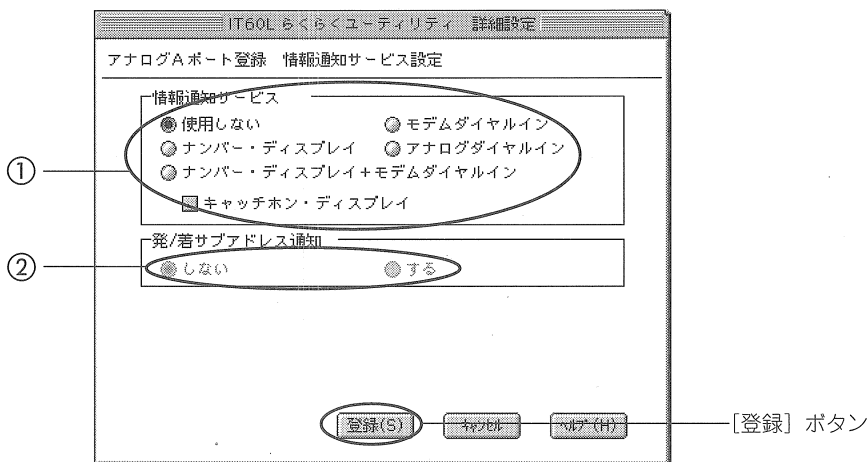 IT60L らくらくユーティリティ 詳細設定
アナログAポート登録 情報通知サービス設定
情報通知サービス
使用しない
モデムダイヤルイン
ナンバー・ディスプレイ
アナログダイヤルイン
ナンバー・ディスプレイ+モデムダイヤルイン
キャッチホン・ディスプレイ
①
発/着サブアドレス通知
しない
する
②
登録(S)
キャンセル
ヘルプ(H)
[登録] ボタン